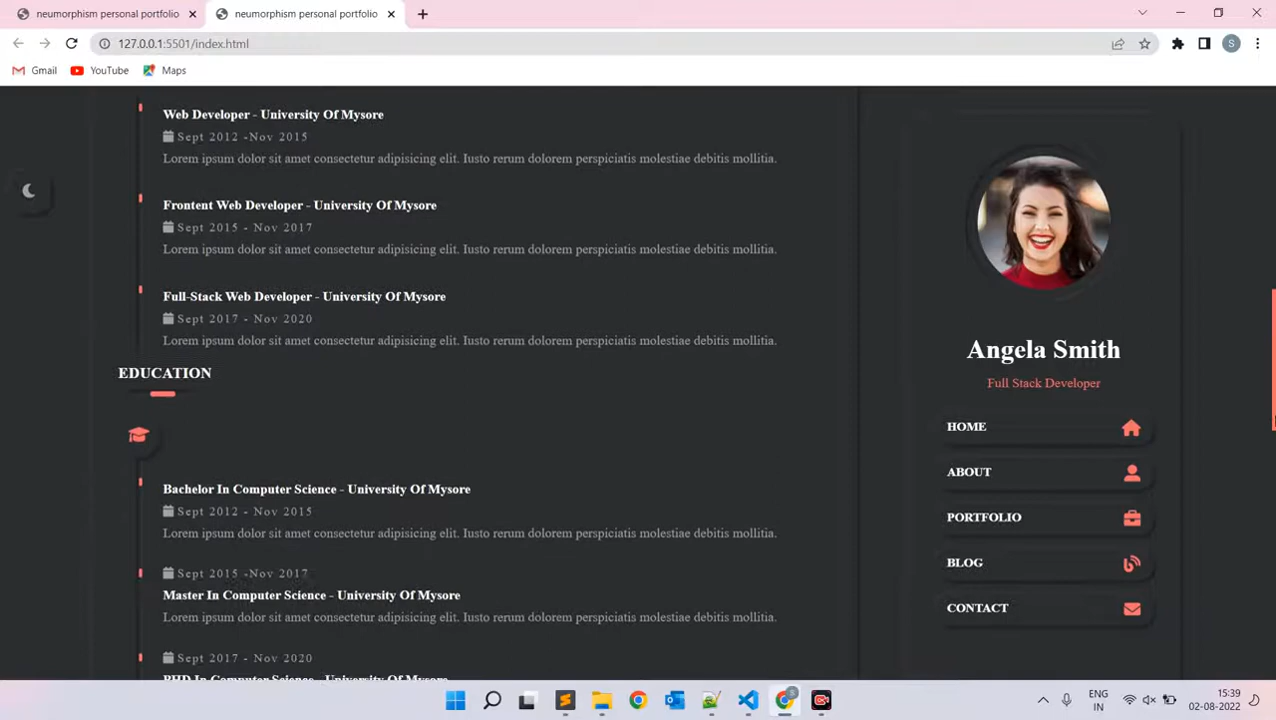 neumorphism personal portfolio
neumorphism personal portfolio
127.0.0.1:5501/index.html
S
Gmail
YouTube
Maps
Web Developer - University Of Mysore
Sept 2012 -Nov 2015
Lorem ipsum dolor sit amet consectetur adipisicing elit. Iusto rerum dolorem perspiciatis molestiae debitis mollitia.
Frontent Web Developer - University Of Mysore
Sept 2015 - Nov 2017
Lorem ipsum dolor sit amet consectetur adipisicing elit. Iusto rerum dolorem perspiciatis molestiae debitis mollitia.
Full-Stack Web Developer - University Of Mysore
Sept 2017 - Nov 2020
Lorem ipsum dolor sit amet consectetur adipisicing elit. Iusto rerum dolorem perspiciatis molestiae debitis mollitia.
EDUCATION
Bachelor In Computer Science - University Of Mysore
Sept 2012 - Nov 2015
Lorem ipsum dolor sit amet consectetur adipisicing elit. Iusto rerum dolorem perspiciatis molestiae debitis mollitia.
Sept 2015 -Nov 2017
Master In Computer Science - University Of Mysore
Lorem ipsum dolor sit amet consectetur adipisicing elit. Iusto rerum dolorem perspiciatis molestiae debitis mollitia.
Sept 2017 - Nov 2020
PHD In Computer Science - University Of Mysore
Angela Smith
Full Stack Developer
HOME
ABOUT
PORTFOLIO
BLOG
CONTACT
ENG
IN
15:39
02-08-2022